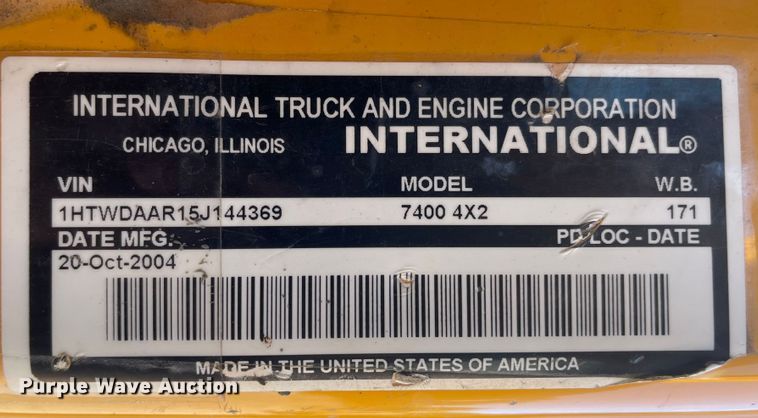 INTERNATIONAL TRUCK AND ENGINE CORPORATION
CHICAGO, ILLINOIS INTERNATIONAL®
VIN MODEL W.B.
1HTWDAAR15J144369 7400 4X2 171
DATE MFG. PD LOC - DATE
20-Oct-2004
MADE IN THE UNITED STATES OF AMERICA
Purple Wave Auction